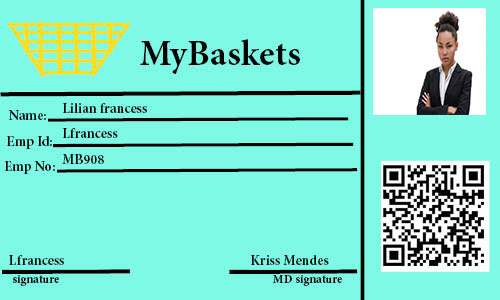 MyBaskets
Name: Lilian francess
Emp Id: Lfrancess
Emp No: MB908
Lfrancess Kriss Mendes
signature MD signature